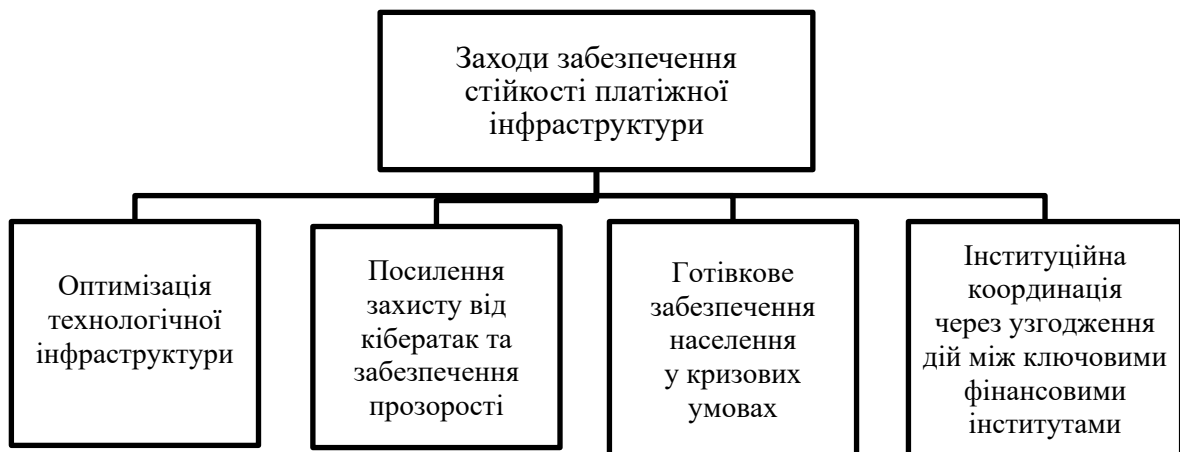 Заходи забезпечення
стійкості платіжної
інфраструктури
Оптимізація
технологічної
інфраструктури
Посилення
захисту від
кібератак та
забезпечення
прозорості
Готівкове
забезпечення
населення
у кризових
умовах
Інституційна
координація
через узгодження
дій між ключовими
фінансовими
інститутами